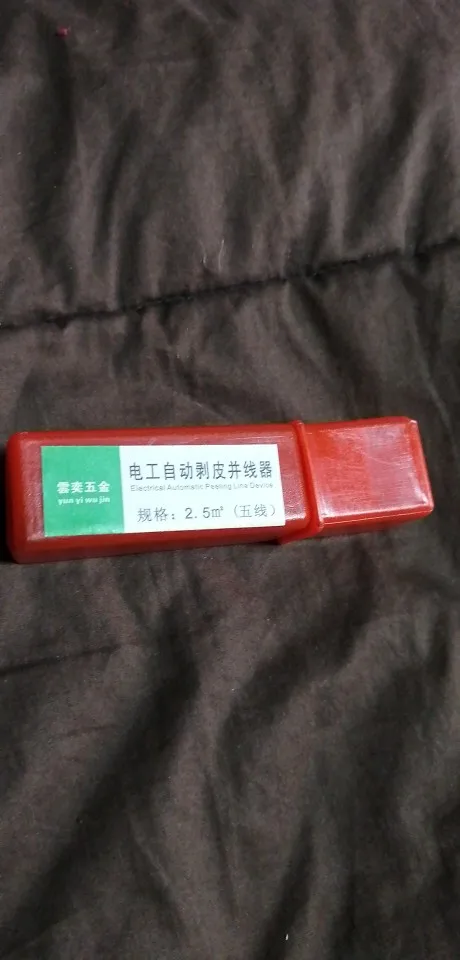 雲奕五金
yun yi wu jin
电工自动剥皮并线器
Electrical Automatic Peeling Line Device
规格：2.5㎡（五线）